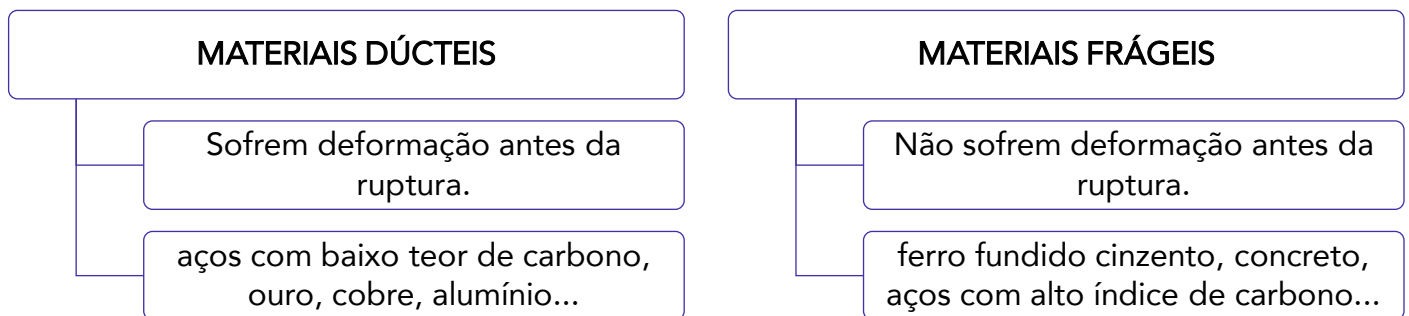 MATERIAIS DÚCTEIS
Sofrem deformação antes da
ruptura.
aços com baixo teor de carbono,
ouro, cobre, alumínio...
MATERIAIS FRÁGEIS
Não sofrem deformação antes da
ruptura.
ferro fundido cinzento, concreto,
aços com alto índice de carbono...